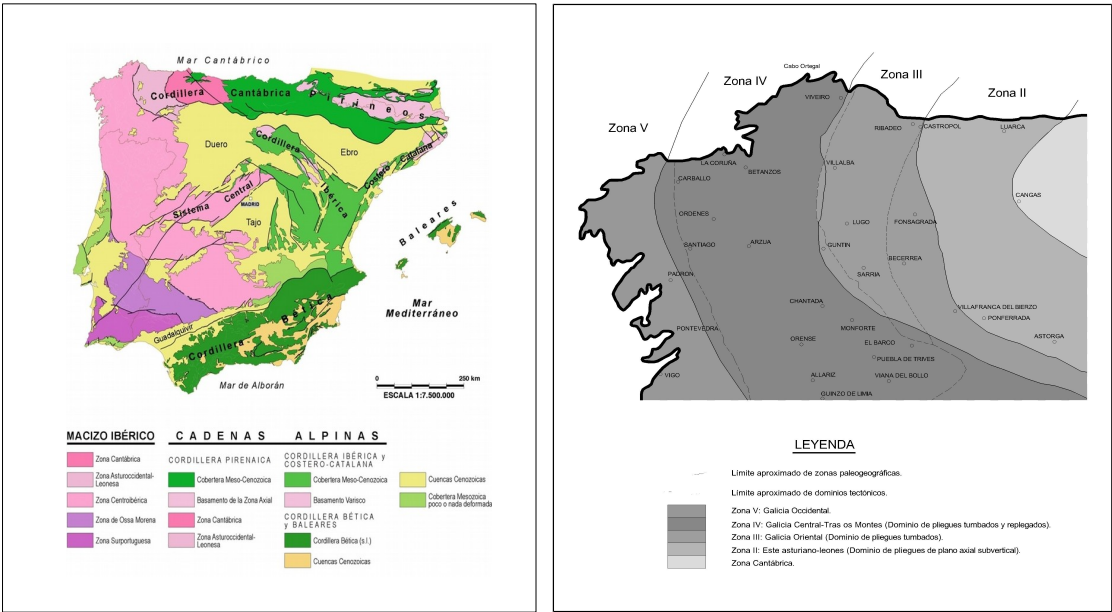 Mar Cantábrico
Cordillera
Cantábrica
Pirineos
Duero
Cordillera
Ibérica
Ebro
Costero
Catalana
Sistema Central
MADRID
Tajo
Baleares
Mar
Mediterráneo
Guadalquivir
Cordillera
Bética
Mar de Alborán
0
250 km
ESCALA 1:7.500.000
MACIZO IBÉRICO
Zona Cantábrica
Zona Asturoccidental-
Leonesa
Zona Centroibérica
Zona de Ossa Morena
Zona Surportuguesa
CADENAS ALPINAS
CORDILLERA PIRENAICA
Cobertera Meso-Cenozoica
Basamento de la Zona Axial
Zona Cantábrica
Zona Asturoccidental-
Leonesa
CORDILLERA IBÉRICA y
COSTERO-CATALANA
Cobertera Meso-Cenozoica
Basamento Varisco
CORDILLERA BÉTICA
y BALEARES
Cordillera Bética (s.l.)
Cuencas Cenozoicas
Cuencas Cenozoicas
Cobertera Mesozoica
poco o nada deformada
Cabo Ortegal
Zona IV
Zona III
Zona II
Zona V
VIVEIRO
RIBADEO
CASTROPOL
LUARCA
LA CORUÑA
BETANZOS
VILLALBA
CARBALLO
CANGAS
ORDENES
LUGO
FONSAGRADA
SANTIAGO
ARZUA
GUNTIN
BECERREA
SARRIA
PADRON
CHANTADA
VILLAFRANCA DEL BIERZO
PONFERRADA
PONTEVEDRA
MONFORTE
ASTORGA
ORENSE
EL BARCO
PUEBLA DE TRIVES
VIGO
ALLARIZ
VIANA DEL BOLLO
GUINZO DE LIMIA
LEYENDA
Límite aproximado de zonas paleogeográficas.
Límite aproximado de dominios tectónicos.
Zona V: Galicia Occidental.
Zona IV: Galicia Central-Tras os Montes (Dominio de pliegues tumbados y replegados).
Zona III: Galicia Oriental (Dominio de pliegues tumbados).
Zona II: Este asturiano-leones (Dominio de pliegues de plano axial subvertical).
Zona Cantábrica.